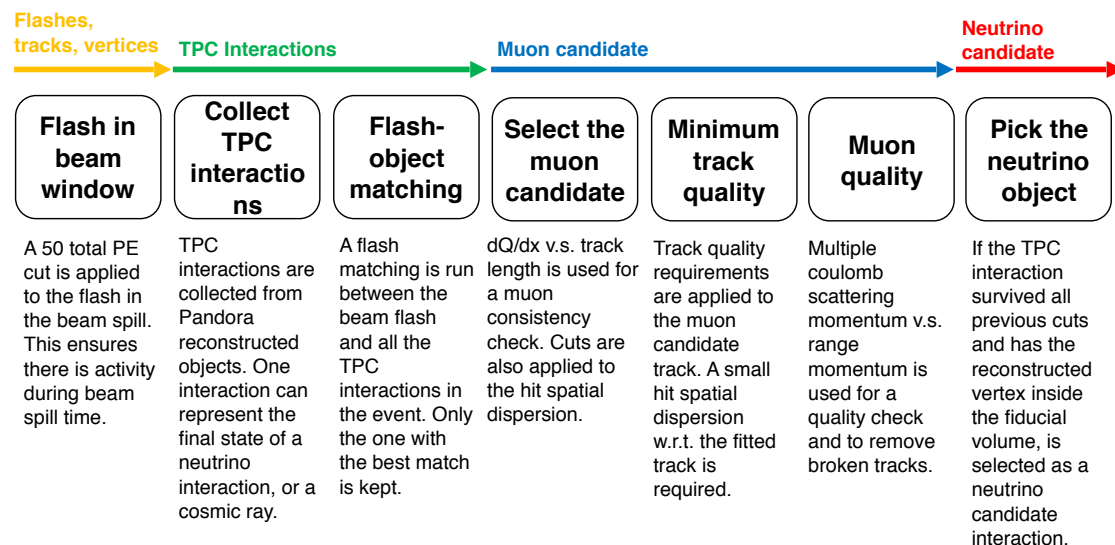 Flashes,
tracks, vertices
TPC Interactions
Muon candidate
Neutrino
candidate
Flash in
beam
window
Collect
TPC
interactio
ns
Flash-
object
matching
Select the
muon
candidate
Minimum
track
quality
Muon
quality
Pick the
neutrino
object
A 50 total PE
cut is applied
to the flash in
the beam spill.
This ensures
there is activity
during beam
spill time.
TPC
interactions are
collected from
Pandora
reconstructed
objects. One
interaction can
represent the
final state of a
neutrino
interaction, or a
cosmic ray.
A flash
matching is run
between the
beam flash
and all the
TPC
interactions in
the event. Only
the one with
the best match
is kept.
dQ/dx v.s. track
length is used for
a muon
consistency
check. Cuts are
also applied to
the hit spatial
dispersion.
Track quality
requirements
are applied to
the muon
candidate
track. A small
hit spatial
dispersion
w.r.t. the fitted
track is
required.
Multiple
coulomb
scattering
momentum v.s.
range
momentum is
used for a
quality check
and to remove
broken tracks.
If the TPC
interaction
survived all
previous cuts
and has the
reconstructed
vertex inside
the fiducial
volume, is
selected as a
neutrino
candidate
interaction.